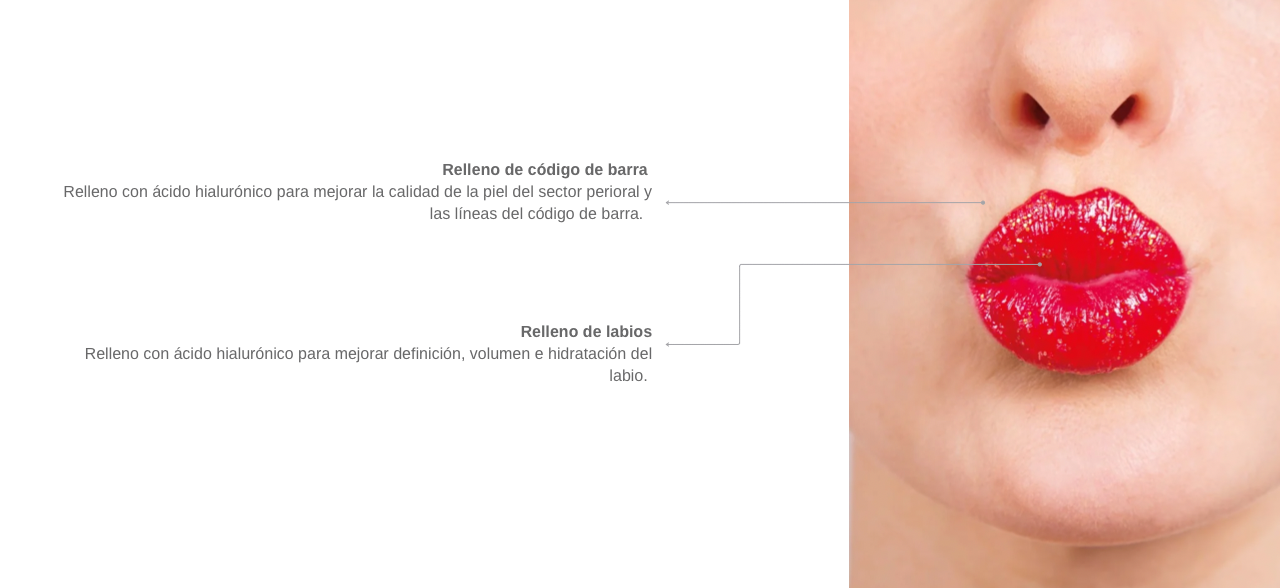 Relleno de código de barra
Relleno con ácido hialurónico para mejorar la calidad de la piel del sector perioral y
las líneas del código de barra.
Relleno de labios
Relleno con ácido hialurónico para mejorar definición, volumen e hidratación del
labio.